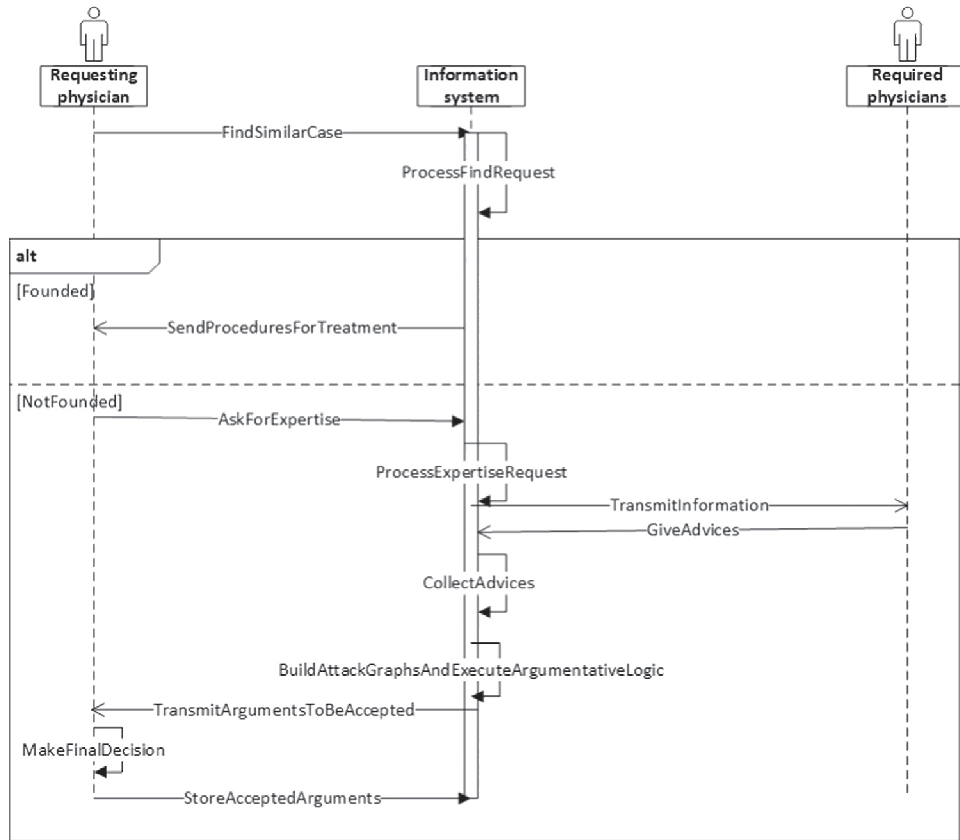 Requesting
physician
Information
system
Required
physicians
FindSimilarCase
ProcessFindRequest
alt
[Founded]
SendProceduresForTreatment
[NotFounded]
AskForExpertise
ProcessExpertiseRequest
TransmitInformation
GiveAdvices
CollectAdvices
BuildAttackGraphsAndExecuteArgumentativeLogic
TransmitArgumentsToBeAccepted
MakeFinalDecision
StoreAcceptedArguments